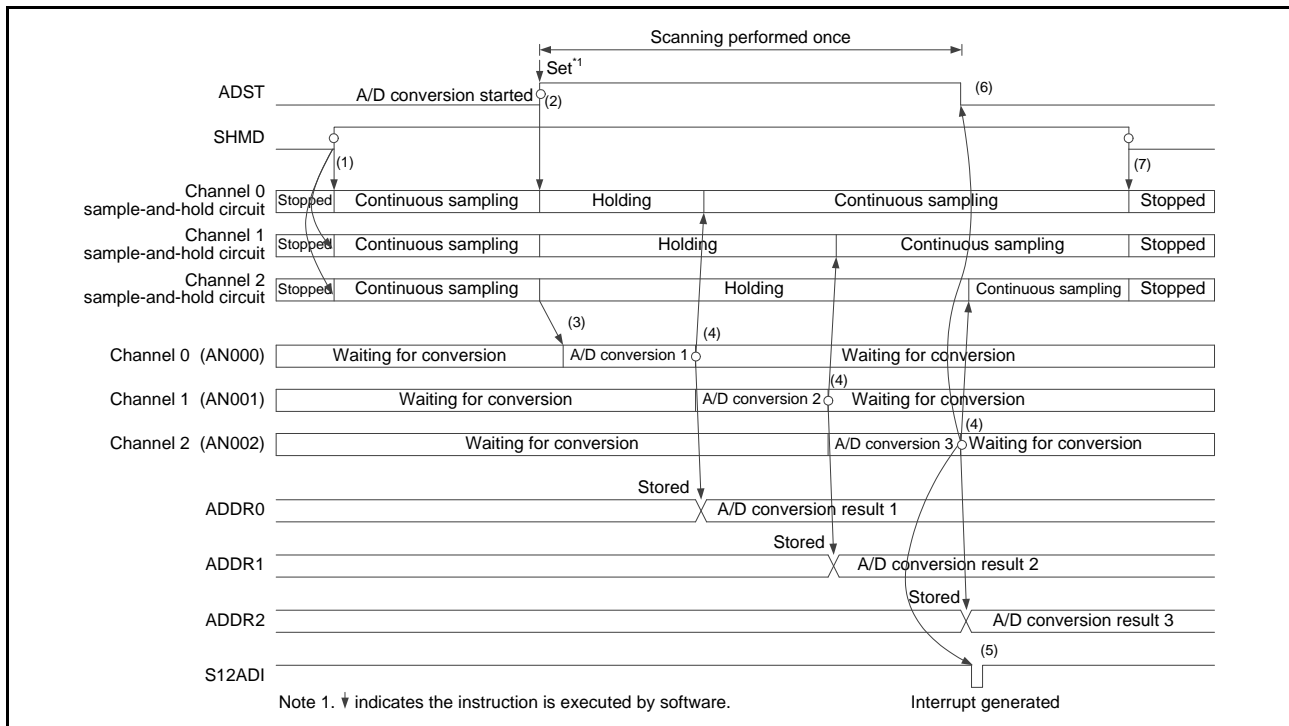 Scanning performed once
Set*1
ADST
A/D conversion started
(2)
(6)
SHMD
(1)
(7)
Channel 0
sample-and-hold circuit
Stopped
Continuous sampling
Holding
Continuous sampling
Stopped
Channel 1
sample-and-hold circuit
Stopped
Continuous sampling
Holding
Continuous sampling
Stopped
Channel 2
sample-and-hold circuit
Stopped
Continuous sampling
Holding
Continuous sampling
Stopped
(3)
(4)
Channel 0 (AN000)
Waiting for conversion
A/D conversion 1
Waiting for conversion
(4)
Channel 1 (AN001)
Waiting for conversion
A/D conversion 2
Waiting for conversion
(4)
Channel 2 (AN002)
Waiting for conversion
A/D conversion 3
Waiting for conversion
Stored
ADDR0
A/D conversion result 1
Stored
ADDR1
A/D conversion result 2
Stored
ADDR2
A/D conversion result 3
(5)
S12ADI
Note 1. ↓ indicates the instruction is executed by software.
Interrupt generated